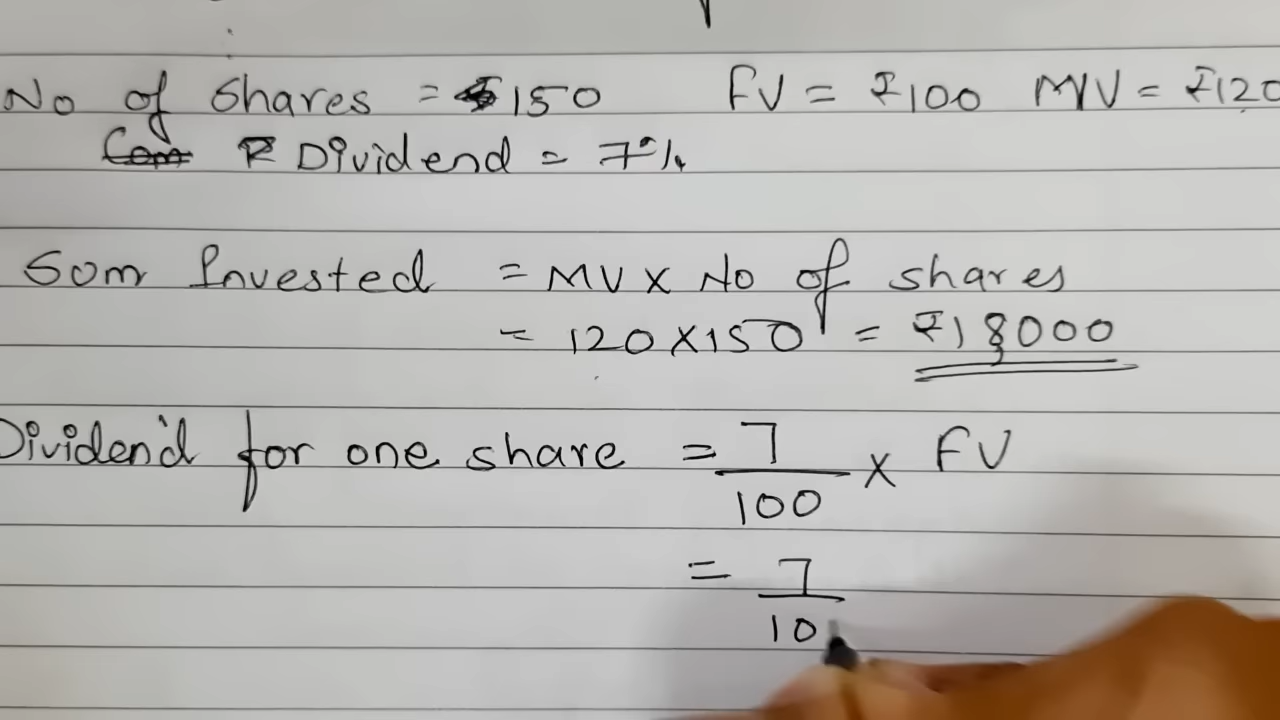 No of shares = 150 FV = ₹100 MV = ₹120
Dividend = 7%
Som Invested = MV X No of shares
= 120 X 150 = ₹18000
Dividend for one share = 7/100 X FV
= 7/10